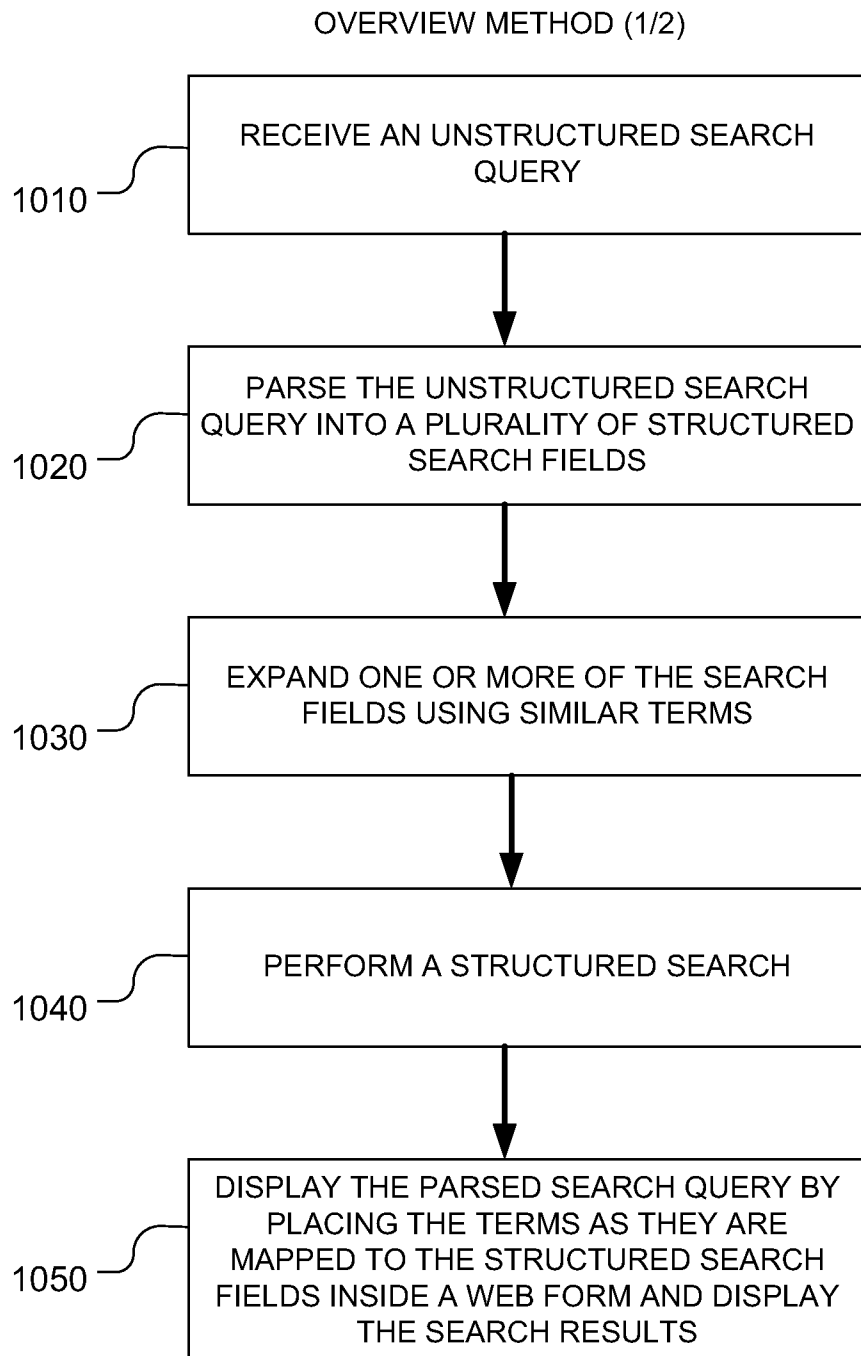 OVERVIEW METHOD (1/2)
RECEIVE AN UNSTRUCTURED SEARCH
QUERY
1010
PARSE THE UNSTRUCTURED SEARCH
QUERY INTO A PLURALITY OF STRUCTURED
SEARCH FIELDS
1020
EXPAND ONE OR MORE OF THE SEARCH
FIELDS USING SIMILAR TERMS
1030
PERFORM A STRUCTURED SEARCH
1040
DISPLAY THE PARSED SEARCH QUERY BY
PLACING THE TERMS AS THEY ARE
MAPPED TO THE STRUCTURED SEARCH
FIELDS INSIDE A WEB FORM AND DISPLAY
THE SEARCH RESULTS
1050